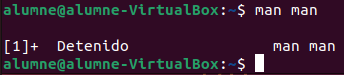 alumne@alumne-VirtualBox:~$ man man
[1]+  Detenido                man man
alumne@alumne-VirtualBox:~$